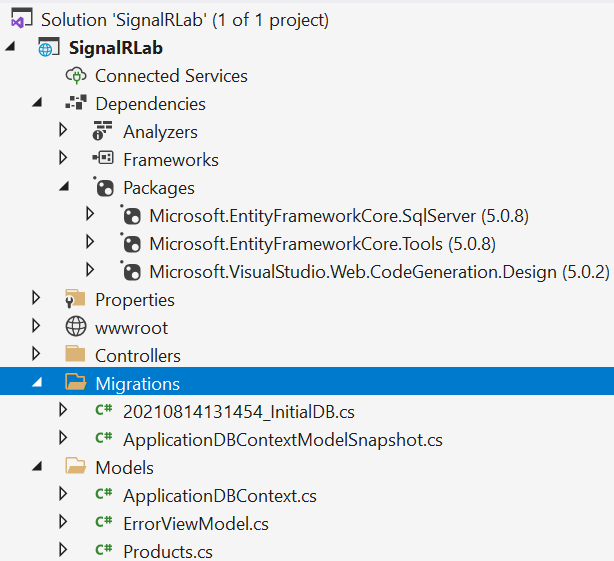 Solution 'SignalRLab' (1 of 1 project)
SignalRLab
Connected Services
Dependencies
Analyzers
Frameworks
Packages
Microsoft.EntityFrameworkCore.SqlServer (5.0.8)
Microsoft.EntityFrameworkCore.Tools (5.0.8)
Microsoft.VisualStudio.Web.CodeGeneration.Design (5.0.2)
Properties
wwwroot
Controllers
Migrations
C# 20210814131454_InitialDB.cs
C# ApplicationDBContextModelSnapshot.cs
Models
C# ApplicationDBContext.cs
C# ErrorViewModel.cs
C# Products.cs